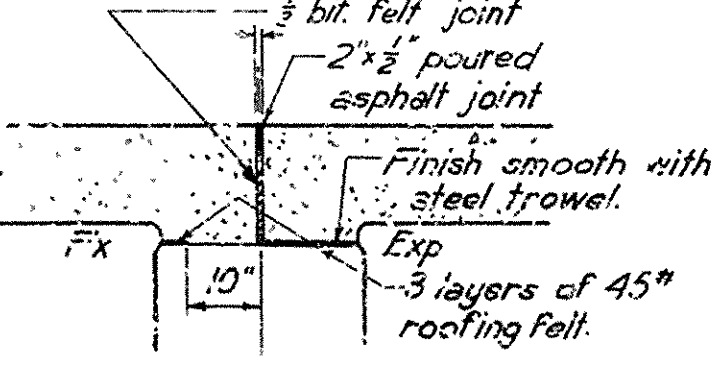 1/2 bit. felt joint
2"x 1/2" poured
asphalt joint
Finish smooth with
steel trowel.
Fix
Exp
10"
3 layers of 45#
roofing felt.